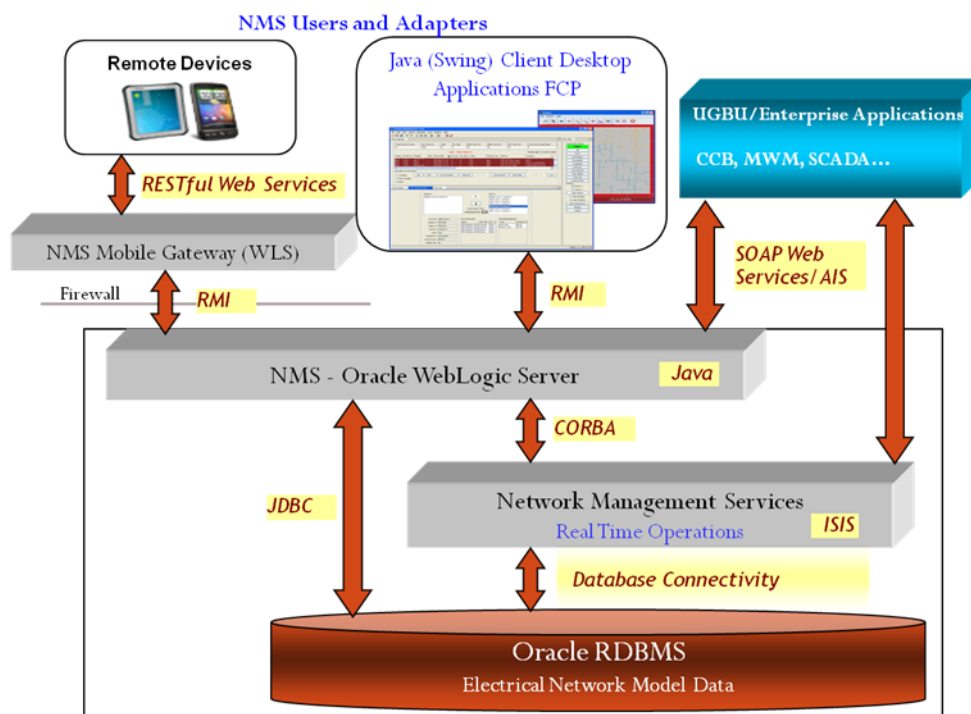 NMS Users and Adapters
Remote Devices
Java (Swing) Client Desktop
Applications FCP
UGBU/Enterprise Applications
CCB, MWM, SCADA...
RESTful Web Services
NMS Mobile Gateway (WLS)
SOAP Web
Services/AIS
Firewall
RMI
RMI
NMS - Oracle WebLogic Server
Java
CORBA
JDBC
Network Management Services
Real Time Operations
ISIS
Database Connectivity
Oracle RDBMS
Electrical Network Model Data